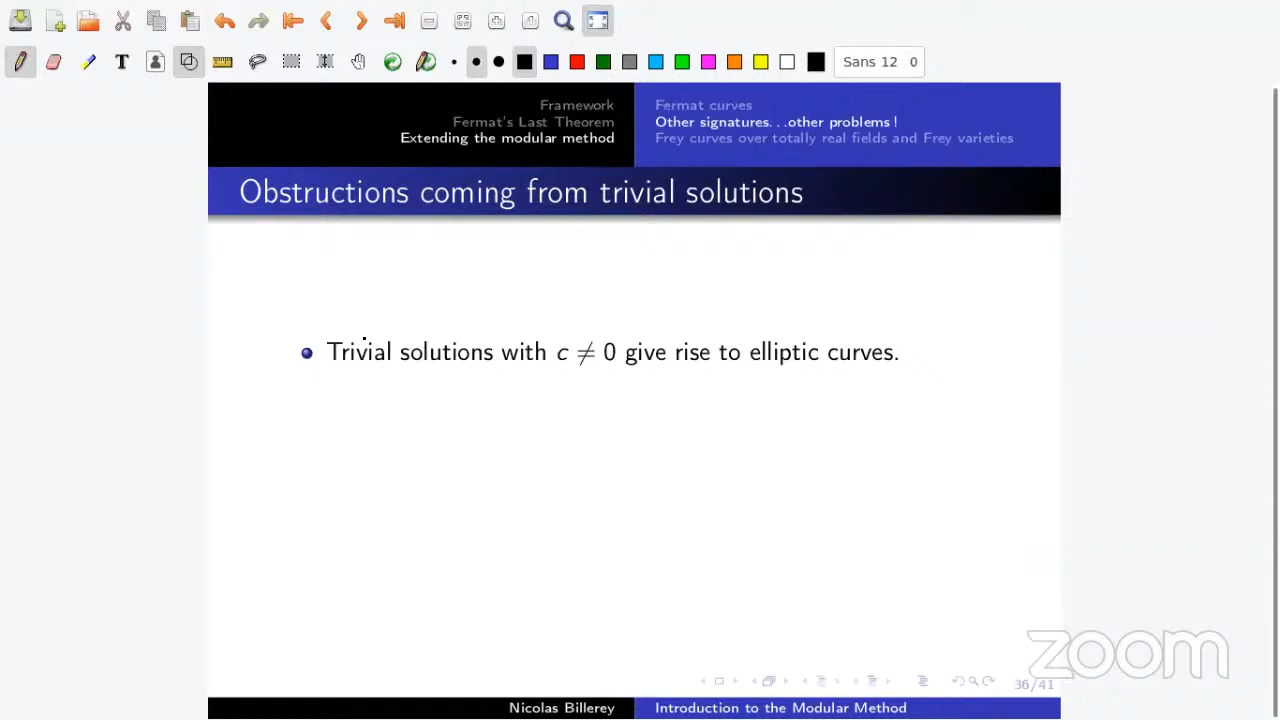 Sans 12 0
Framework
Fermat's Last Theorem
Extending the modular method
Fermat curves
Other signatures...other problems !
Frey curves over totally real fields and Frey varieties
Obstructions coming from trivial solutions
Trivial solutions with c ≠ 0 give rise to elliptic curves.
zoom
36/41
Nicolas Billerey
Introduction to the Modular Method